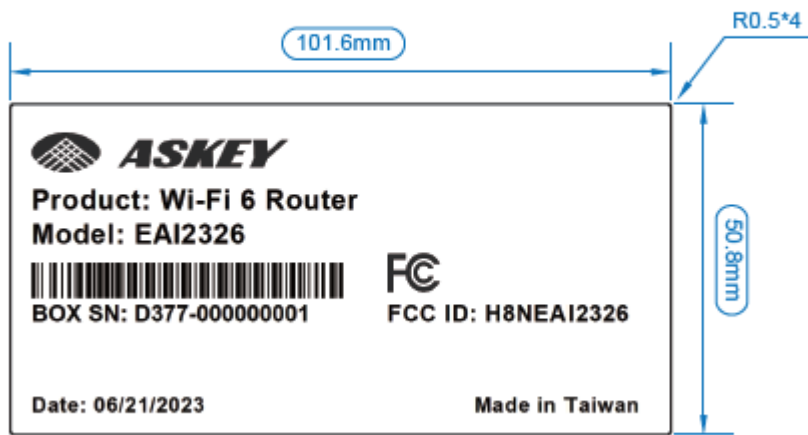 101.6mm
R0.5*4
ASKEY
Product: Wi-Fi 6 Router
Model: EAI2326
FC
BOX SN: D377-000000001
FCC ID: H8NEAI2326
50.8mm
Date: 06/21/2023
Made in Taiwan